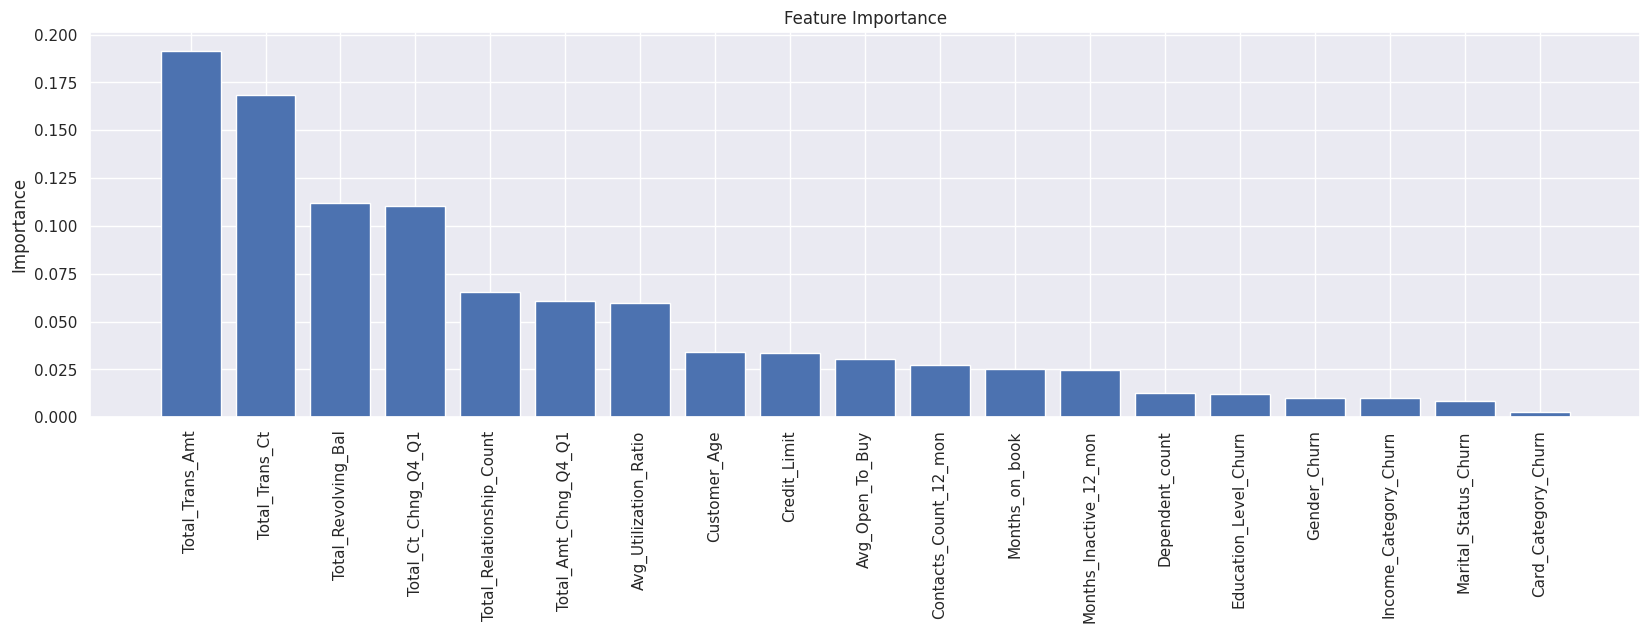 Feature Importance
Importance
0.200
0.175
0.150
0.125
0.100
0.075
0.050
0.025
0.000
Total_Trans_Amt
Total_Trans_Ct
Total_Revolving_Bal
Total_Ct_Chng_Q4_Q1
Total_Relationship_Count
Total_Amt_Chng_Q4_Q1
Avg_Utilization_Ratio
Customer_Age
Credit_Limit
Avg_Open_To_Buy
Contacts_Count_12_mon
Months_on_book
Months_Inactive_12_mon
Dependent_count
Education_Level_Churn
Gender_Churn
Income_Category_Churn
Marital_Status_Churn
Card_Category_Churn